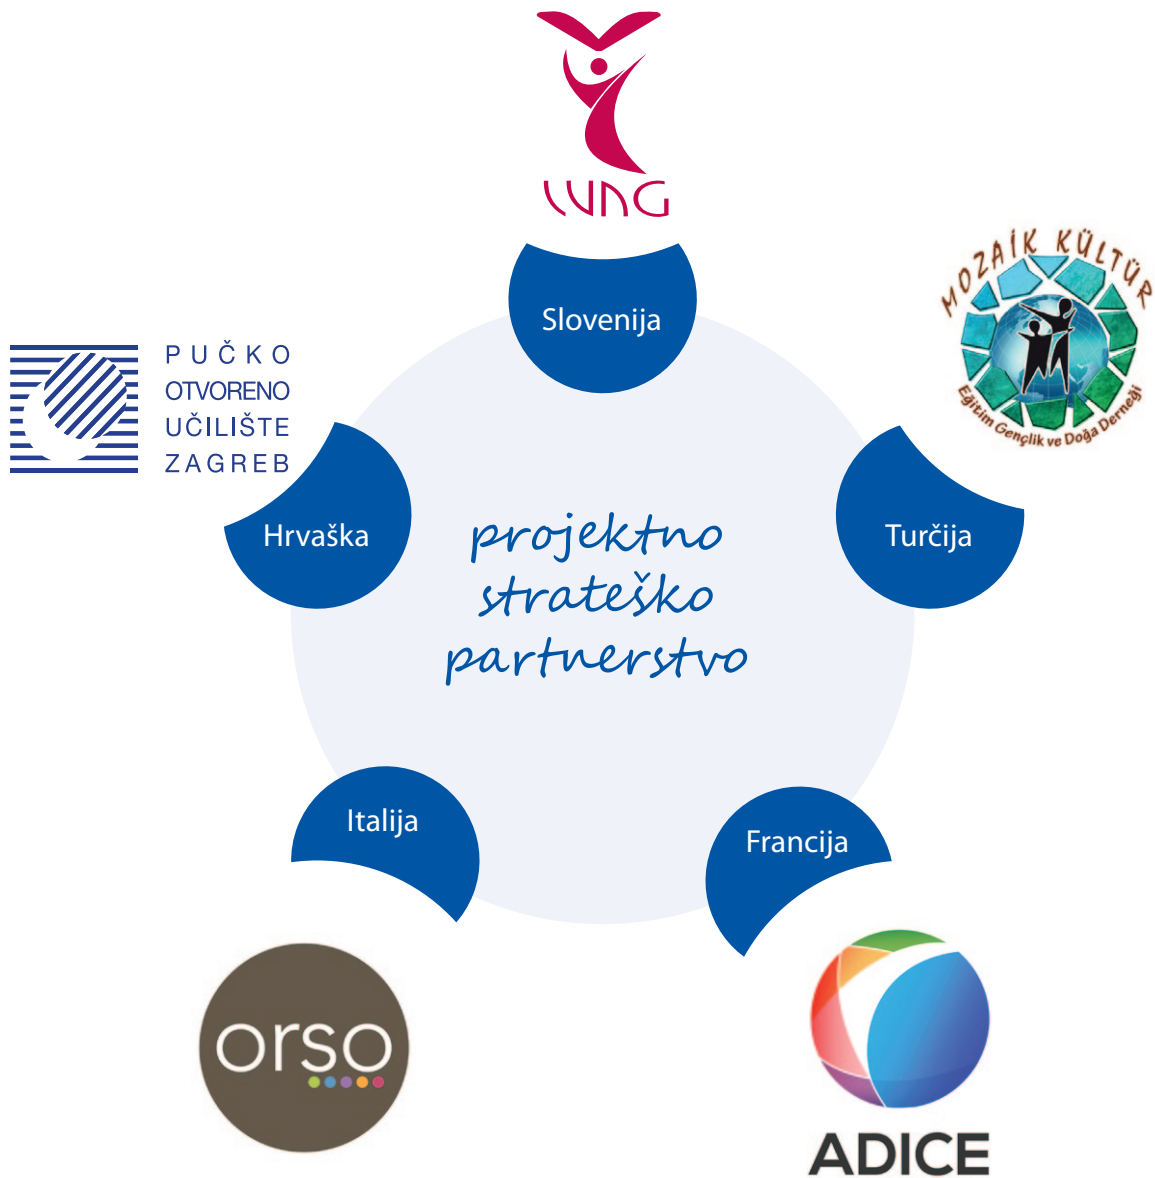 LUNG
Slovenija
MOZAİK KÜLTÜR
Eğitim Gençlik ve Doğa Derneği
Turčija
PUČKO
OTVORENO
UČILIŠTE
ZAGREB
Hrvaška
projektno
strateško
partnerstvo
Italija
Francija
orso
ADICE